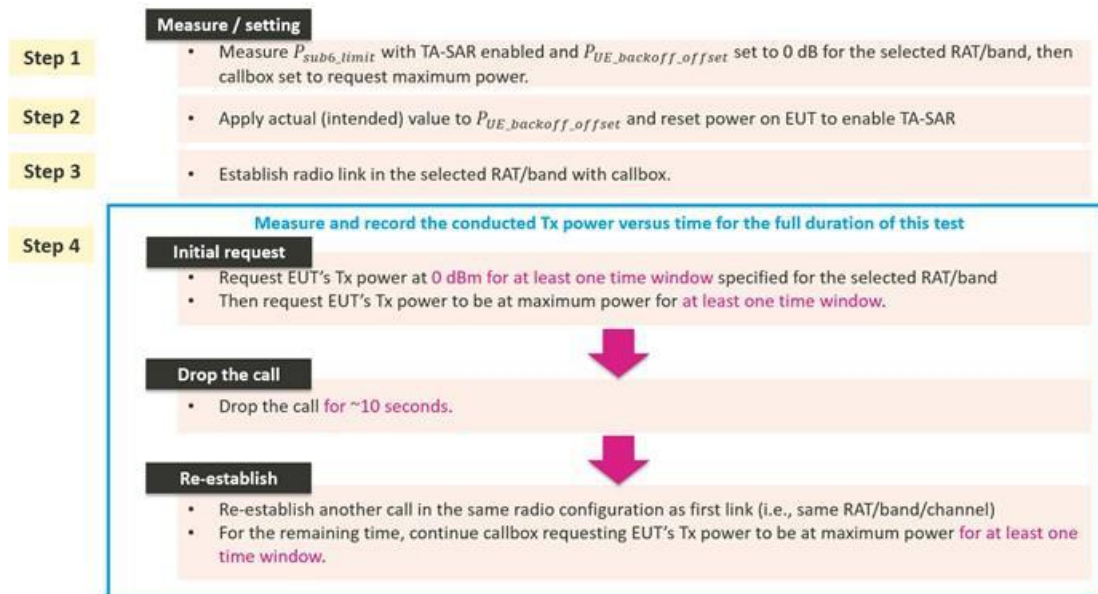 Measure / setting
Step 1
• Measure P_sub6_limit with TA-SAR enabled and P_UE_backoff_offset set to 0 dB for the selected RAT/band, then
callbox set to request maximum power.
Step 2
• Apply actual (intended) value to P_UE_backoff_offset and reset power on EUT to enable TA-SAR
Step 3
• Establish radio link in the selected RAT/band with callbox.
Measure and record the conducted Tx power versus time for the full duration of this test
Step 4
Initial request
• Request EUT's Tx power at 0 dBm for at least one time window specified for the selected RAT/band
• Then request EUT's Tx power to be at maximum power for at least one time window.
Drop the call
• Drop the call for ~10 seconds.
Re-establish
• Re-establish another call in the same radio configuration as first link (i.e., same RAT/band/channel)
• For the remaining time, continue callbox requesting EUT's Tx power to be at maximum power for at least one
time window.